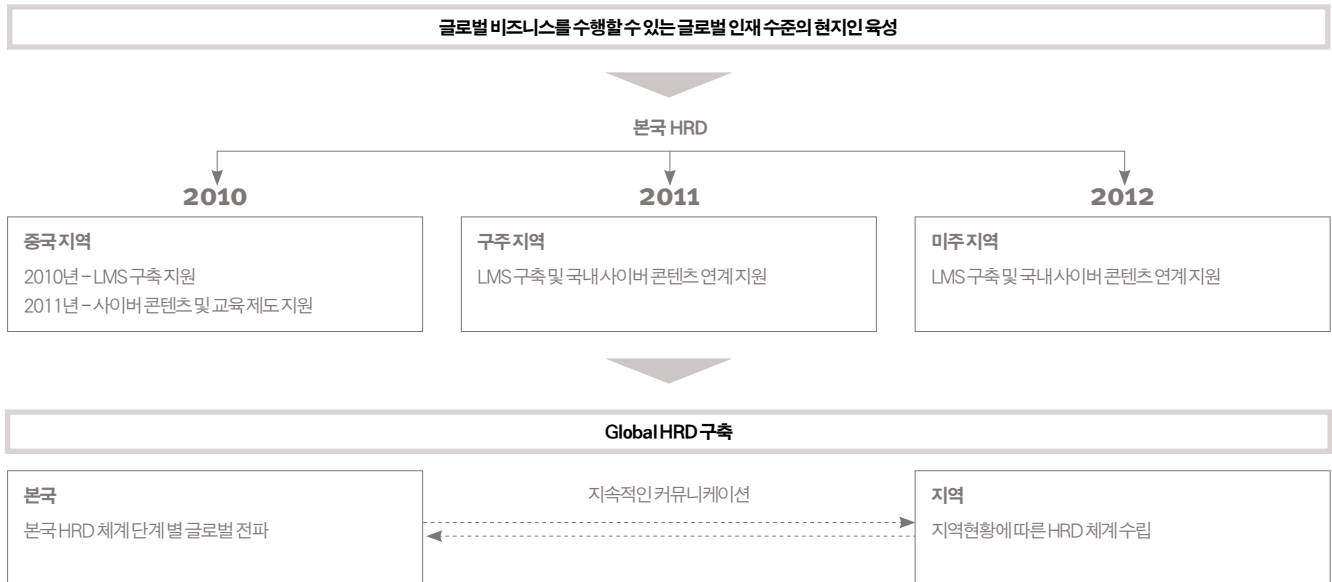 글로벌 비즈니스를 수행할 수 있는 글로벌 인재 수준의 현지인 육성
본국 HRD
2010
2011
2012
중국 지역
2010년 – LMS 구축 지원
2011년 – 사이버 콘텐츠 및 교육 제도 지원
구주 지역
LMS 구축 및 국내 사이버 콘텐츠 연계 지원
미주 지역
LMS 구축 및 국내 사이버 콘텐츠 연계 지원
Global HRD 구축
본국
본국 HRD 체계 단계 별 글로벌 전파
지속적인 커뮤니케이션
지역
지역현황에 따른 HRD 체계 수립